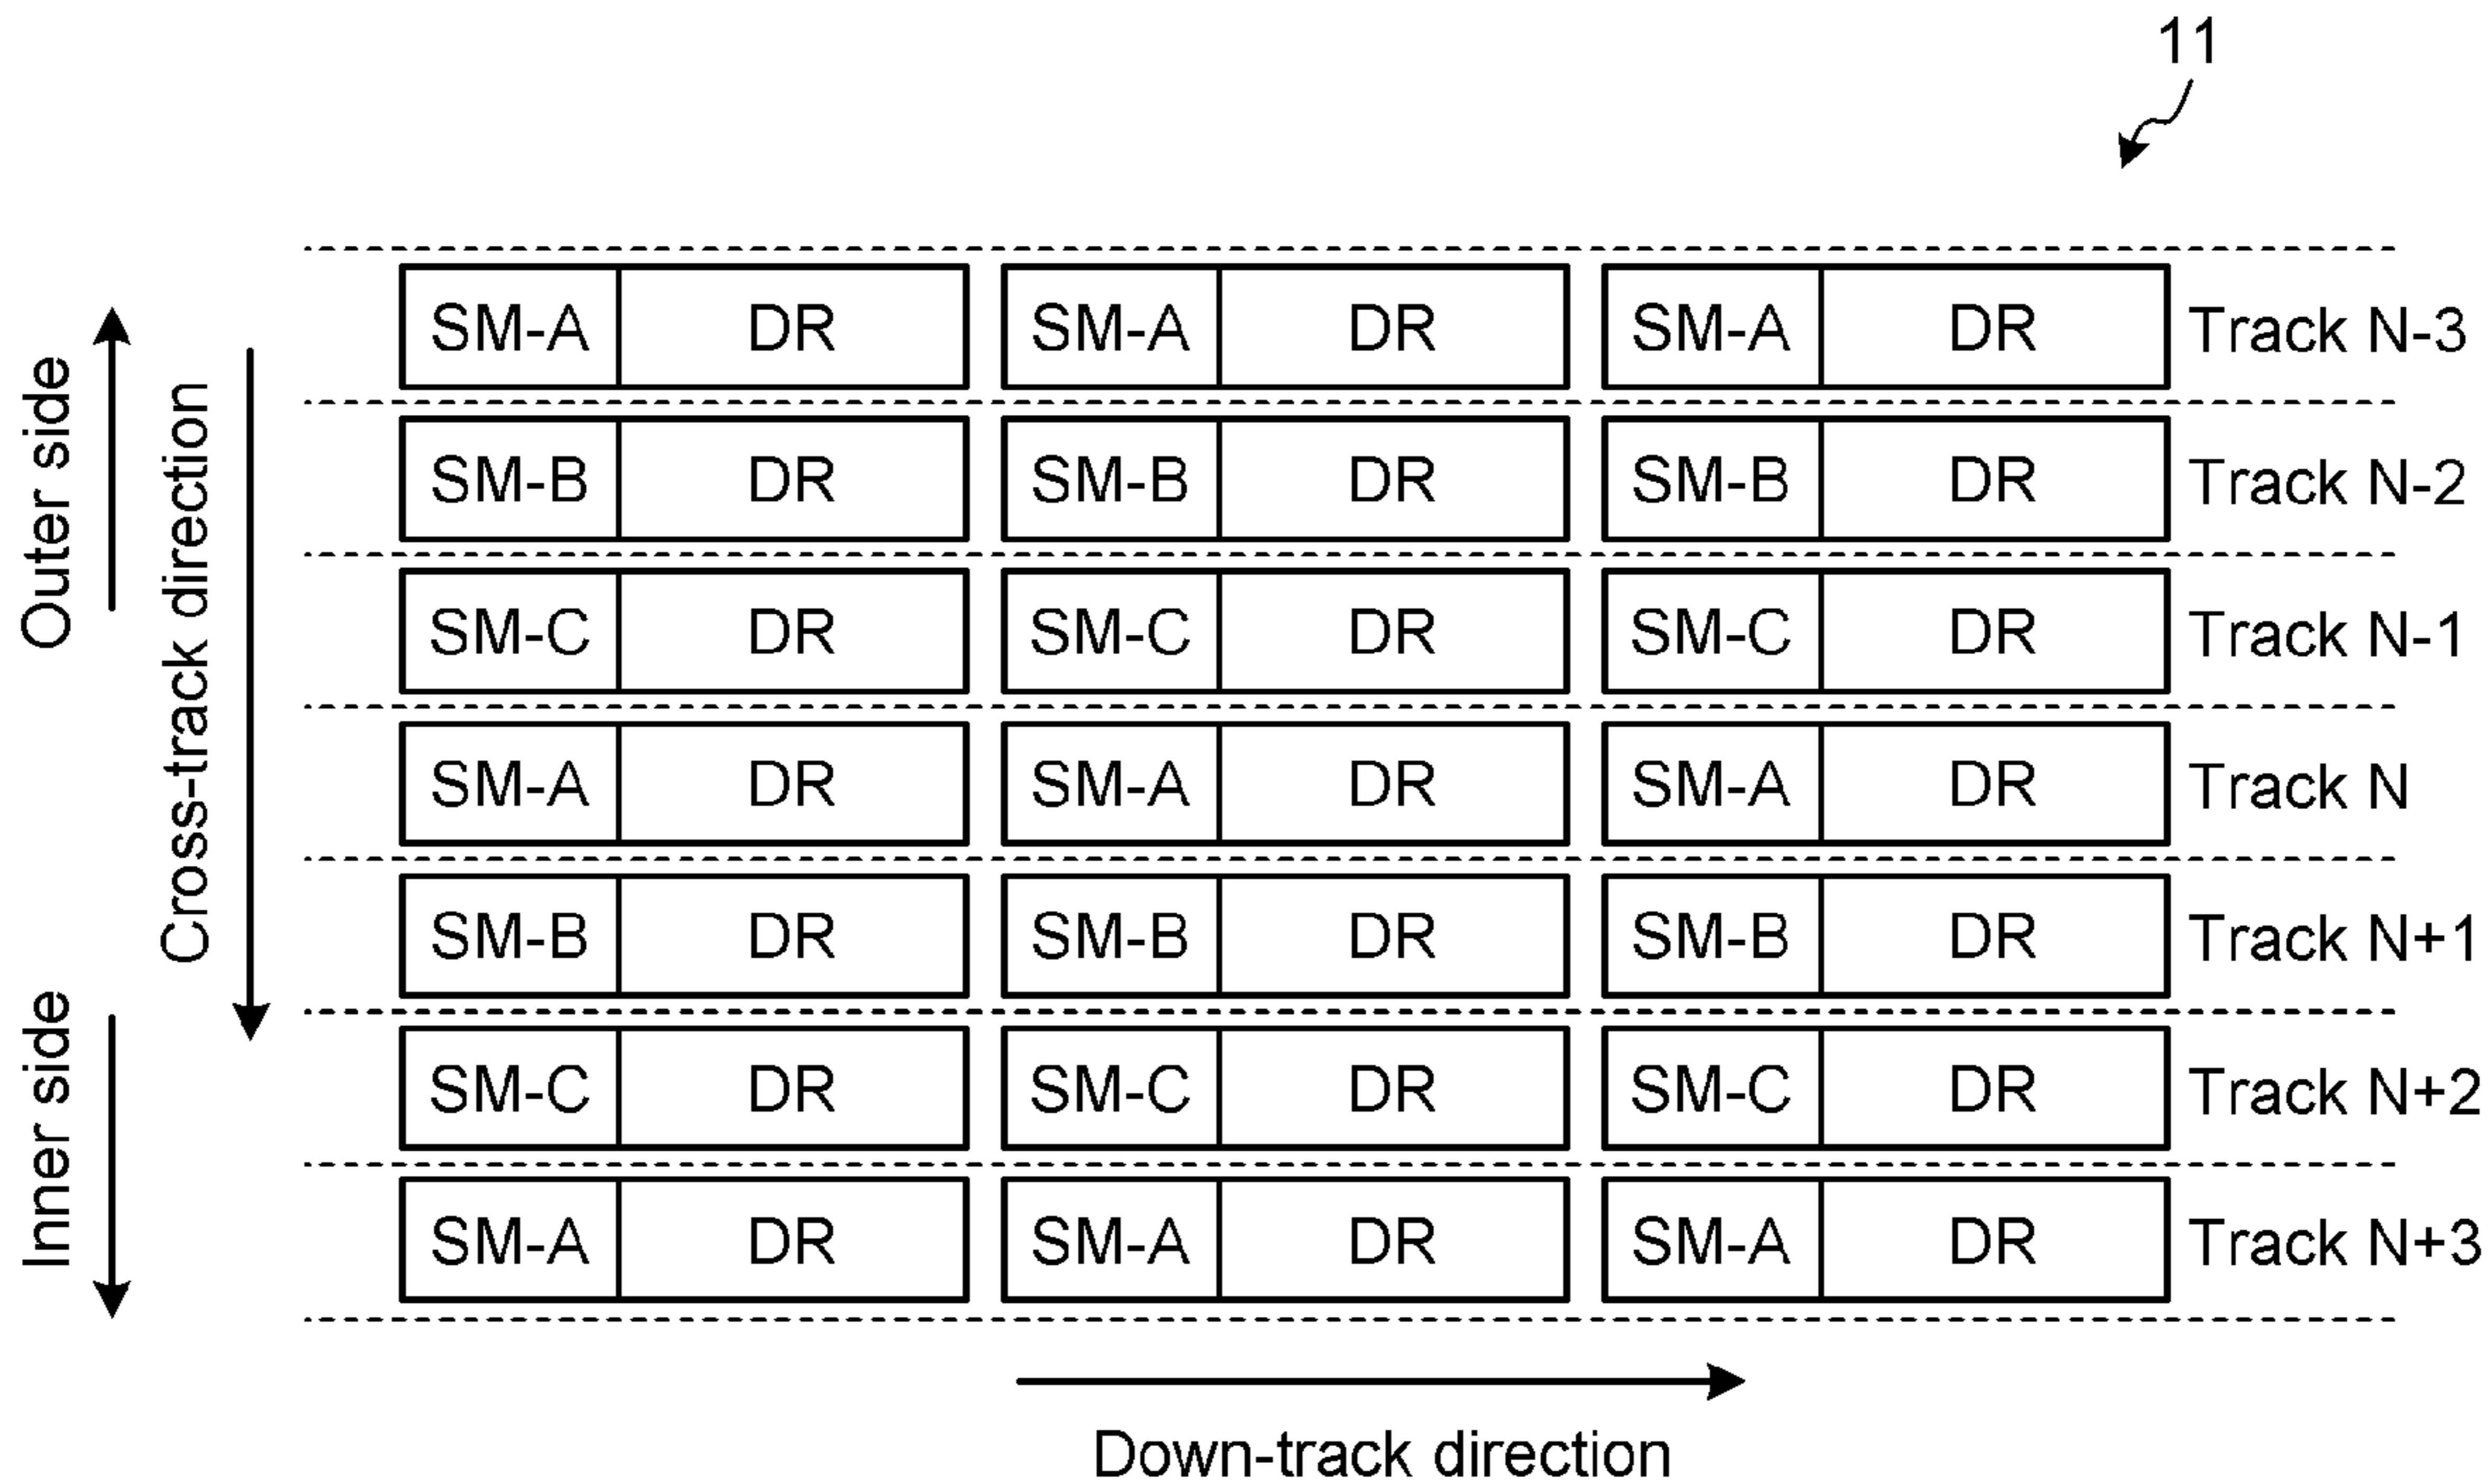 11
SM-A DR SM-A DR SM-A DR Track N-3
SM-B DR SM-B DR SM-B DR Track N-2
SM-C DR SM-C DR SM-C DR Track N-1
SM-A DR SM-A DR SM-A DR Track N
SM-B DR SM-B DR SM-B DR Track N+1
SM-C DR SM-C DR SM-C DR Track N+2
SM-A DR SM-A DR SM-A DR Track N+3
Outer side
Cross-track direction
Inner side
Down-track direction